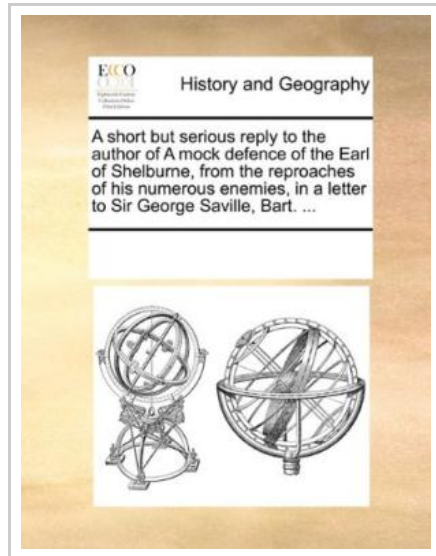 ECCO
History and Geography
A short but serious reply to the
author of A mock defence of the Earl
of Shelburne, from the reproaches
of his numerous enemies, in a letter
to Sir George Saville, Bart. ...